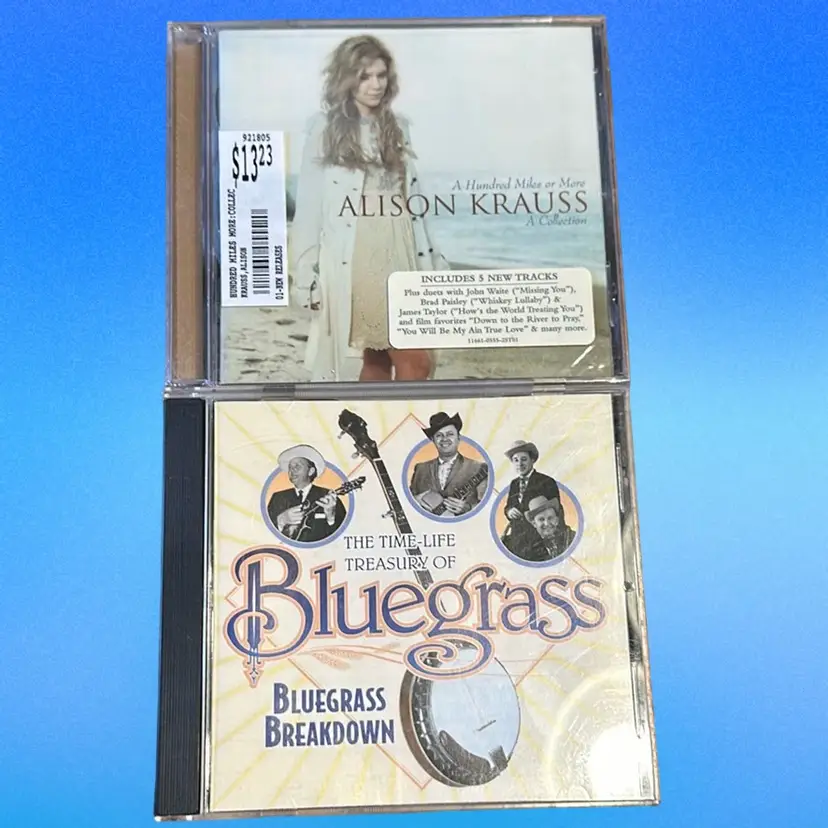 921805
$13.23
HUNDRED MILES MORE:COLLEC
KRAUSS,ALISON
01-NEW RELEASES
A Hundred Miles or More
ALISON KRAUSS
A Collection
INCLUDES 5 NEW TRACKS
Plus duets with John Waite ("Missing You"),
Brad Paisley ("Whiskey Lullaby") &
James Taylor ("How's the World Treating You")
and film favorites "Down to the River to Pray,"
"You Will Be My Ain True Love" & many more.
THE TIME-LIFE
TREASURY OF
Bluegrass
BLUEGRASS
BREAKDOWN